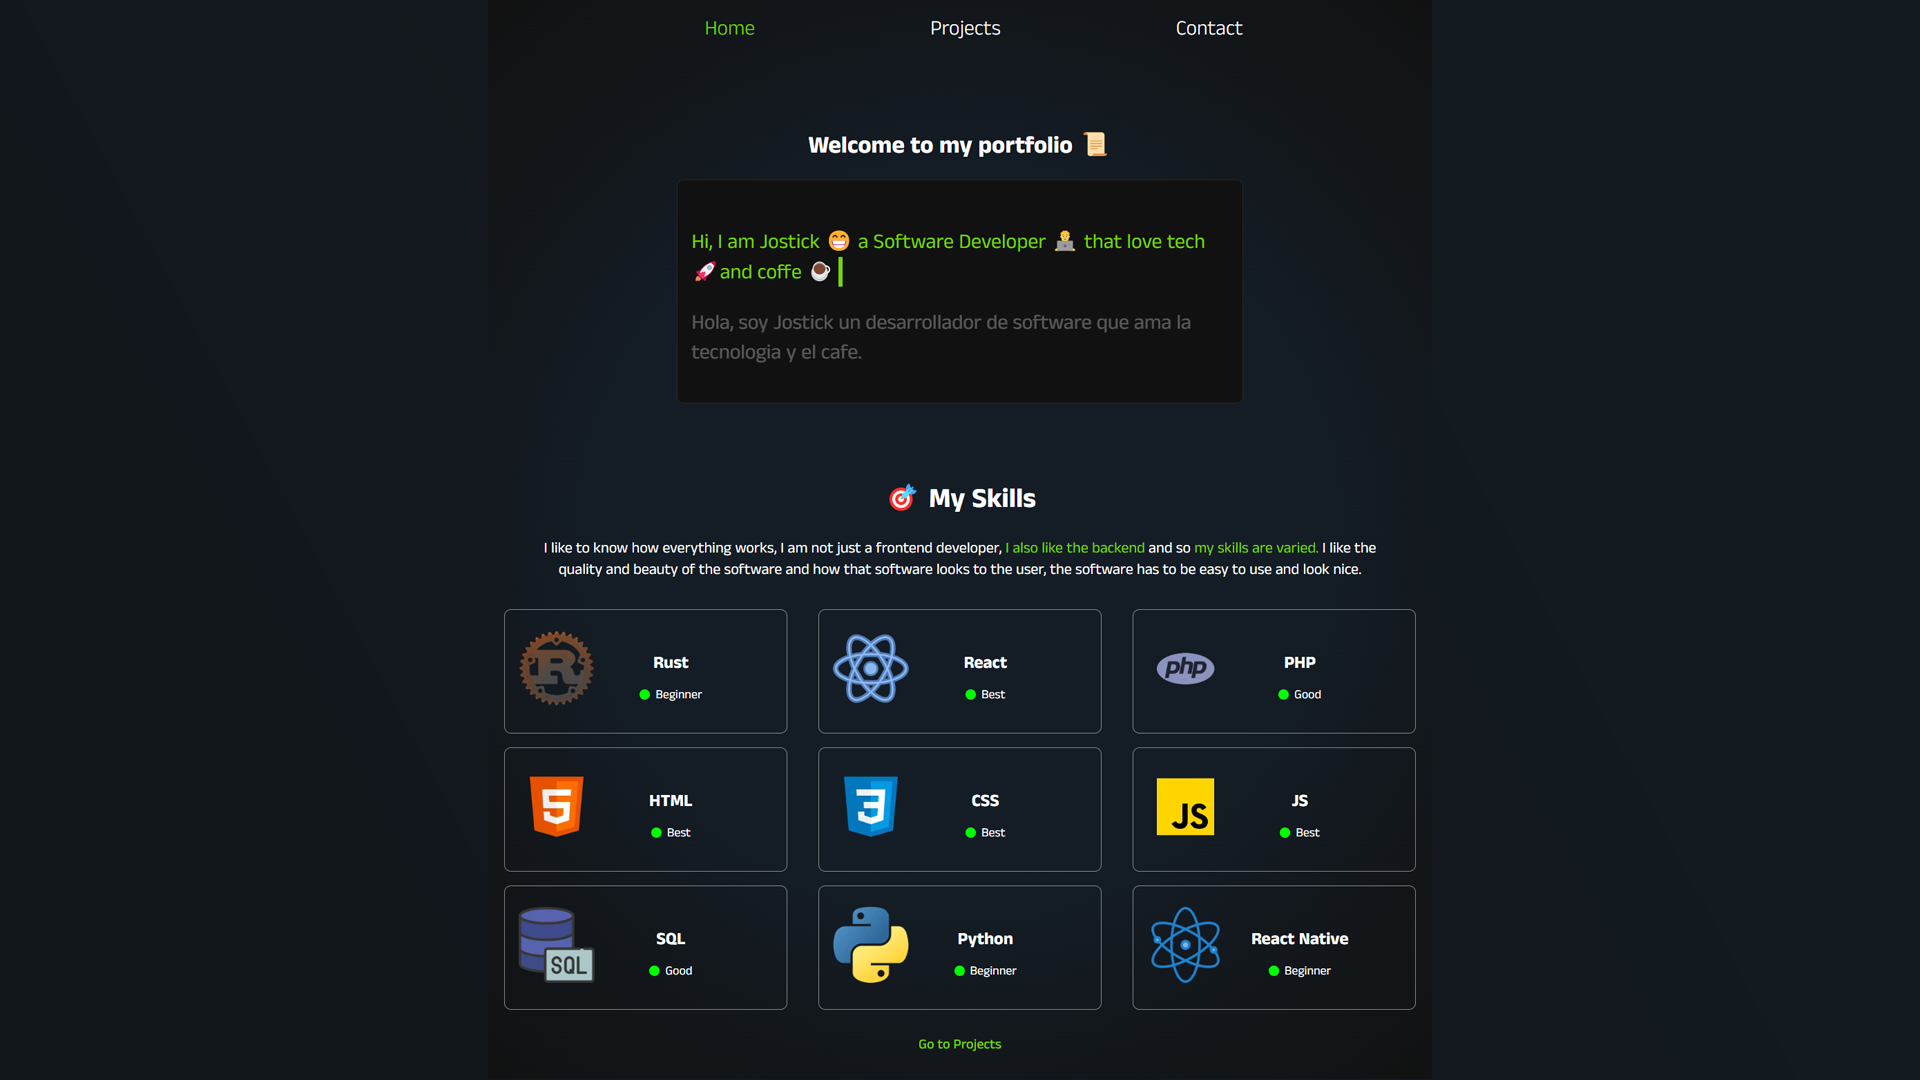 Home Projects Contact
Welcome to my portfolio 📜
Hi, I am Jostick 😁 a Software Developer 👨‍💻 that love tech
🚀 and coffe ☕
Hola, soy Jostick un desarrollador de software que ama la
tecnologia y el cafe.
🎯 My Skills
I like to know how everything works, I am not just a frontend developer, I also like the backend and so my skills are varied. I like the
quality and beauty of the software and how that software looks to the user, the software has to be easy to use and look nice.
R
Rust
Beginner
React
Best
php
PHP
Good
5
HTML
Best
3
CSS
Best
JS
JS
Best
SQL
SQL
Good
Python
Beginner
React Native
Beginner
Go to Projects